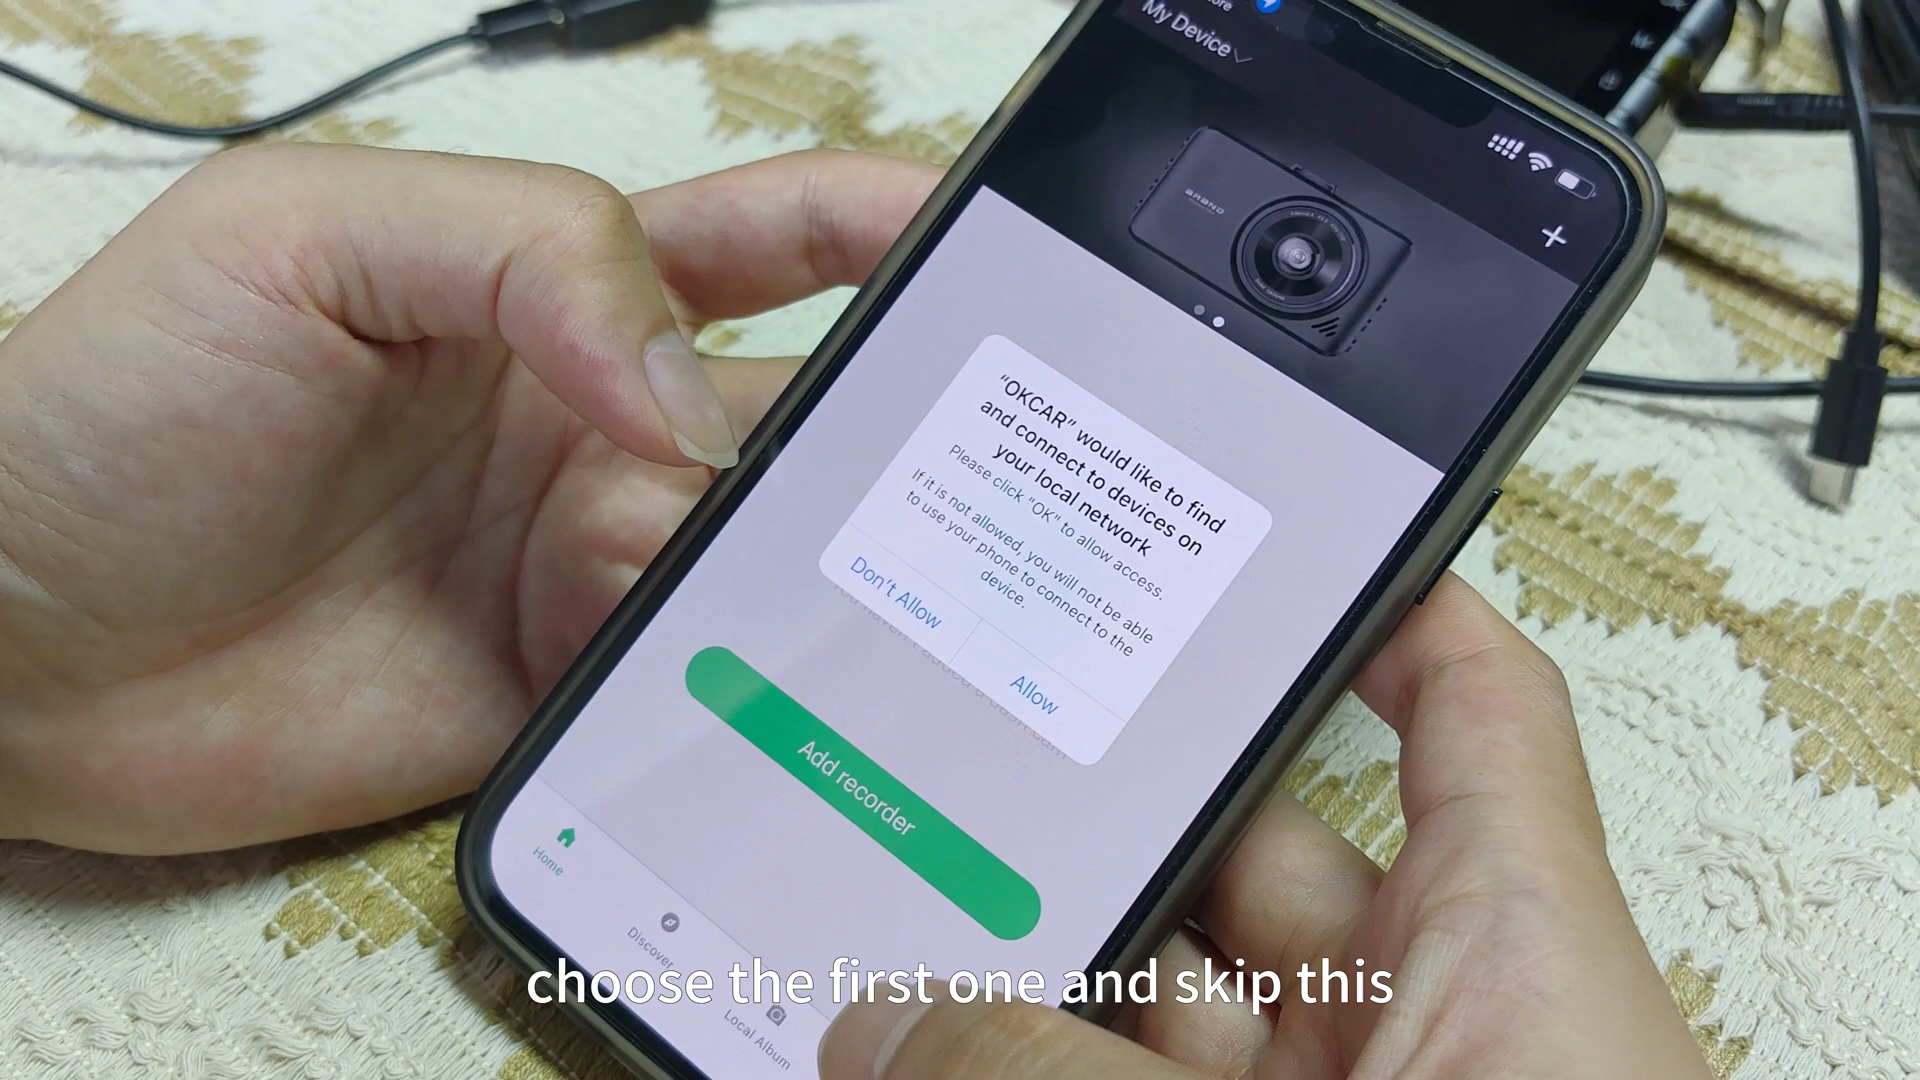 My Device
BRAND
"OKCAR" would like to find
and connect to devices on
your local network
Please click "OK" to allow access.
If it is not allowed, you will not be able
to use your phone to connect to the
device.
Don't Allow
Allow
Add recorder
Home
Discover
Local Album
choose the first one and skip this